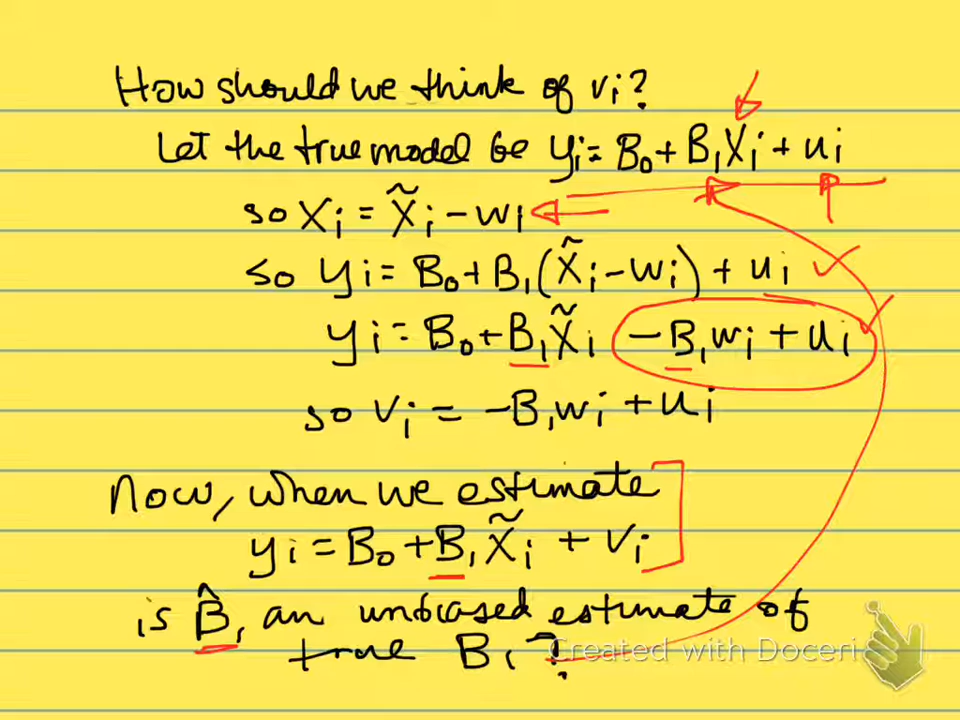 How should we think of vi?
Let the true model be yi = B₀ + B₁Xi + ui
so Xi = X̃i - wi
so yi = B₀ + B₁(X̃i - wi) + ui
yi = B₀ + B₁X̃i - B₁wi + ui
so vi = -B₁wi + ui
Now, when we estimate
yi = B₀ + B₁X̃i + vi
is B̂₁ an unbiased estimate of
true B₁?
Created with Doceri